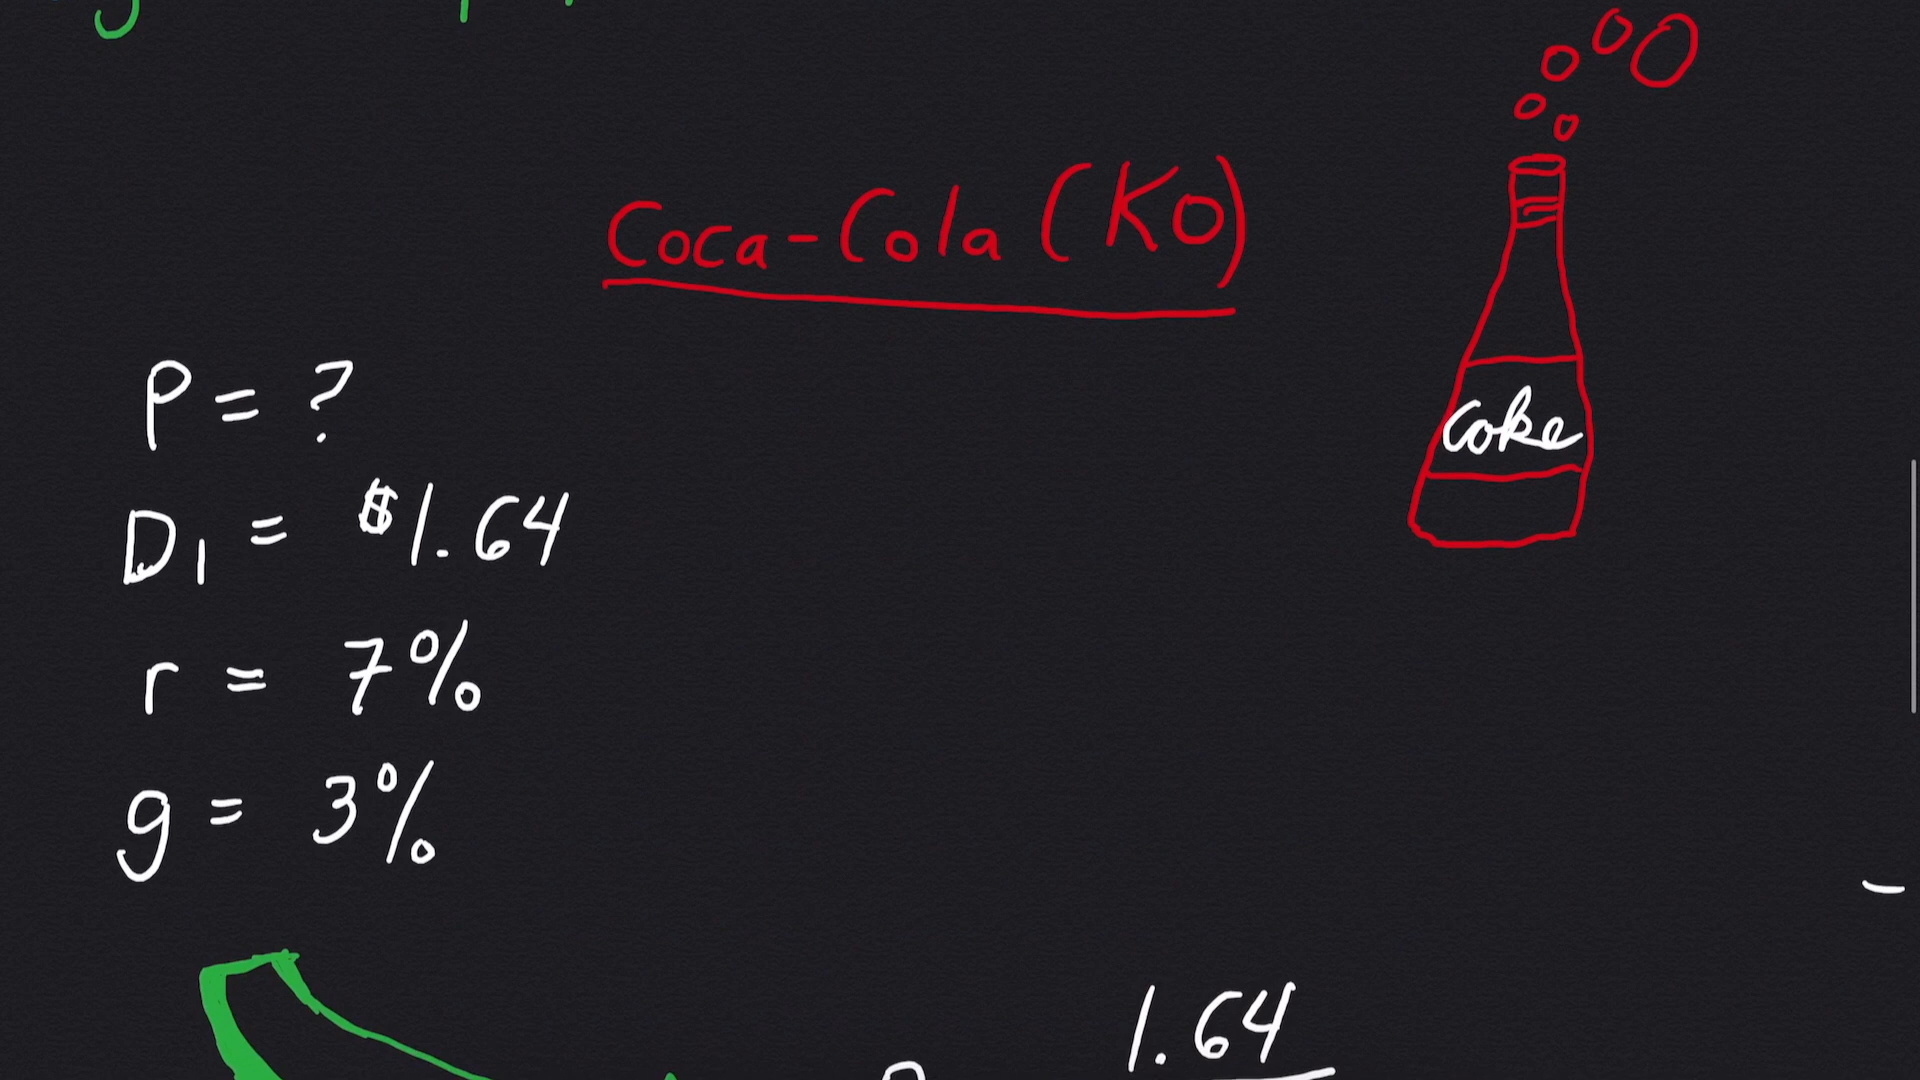 Coca-Cola (KO)
Coke
P = ?
D1 = $1.64
r = 7%
g = 3%
1.64